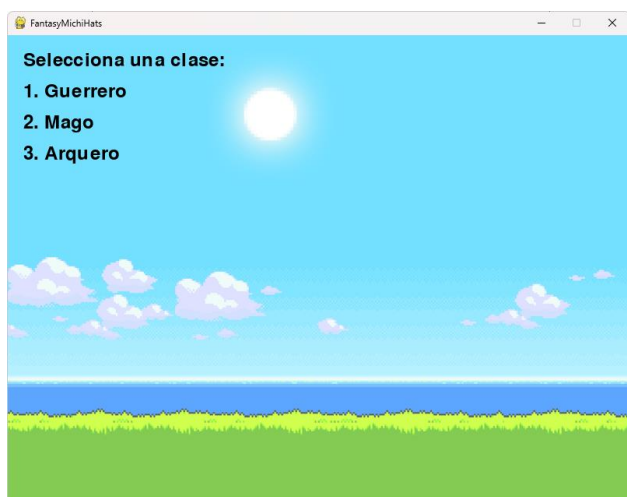 FantasyMichiHats
Selecciona una clase:
1. Guerrero
2. Mago
3. Arquero